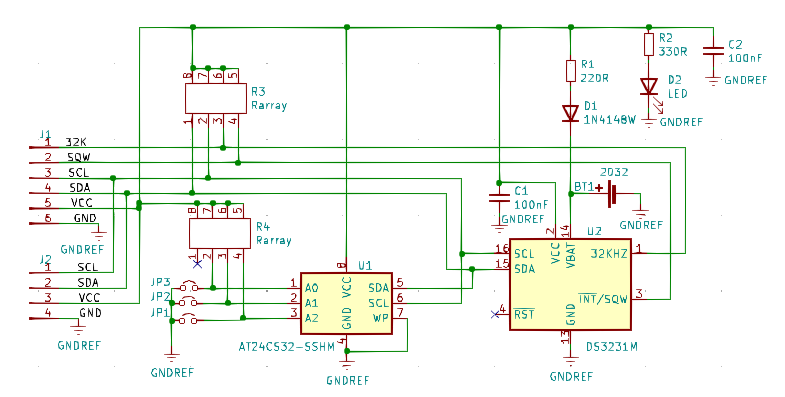 R2
330R
C2
100nF
GNDREF
R1
220R
D2
LED
GNDREF
D1
1N4148W
8 7 6 5
R3
Rarray
1 2 3 4
J1
1 32K
2 SQW
3 SCL
4 SDA
5 VCC
6 GND
GNDREF
8 7 6 5
R4
Rarray
1 2 3 4
C1
100nF
GNDREF
BT1
+
2032
GNDREF
J2
1 SCL
2 SDA
3 VCC
4 GND
GNDREF
JP3
JP2
JP1
GNDREF
U1
8
VCC
1 A0
2 A1
3 A2
SDA 5
SCL 6
WP 7
GND
4
AT24CS32-SSHM
GNDREF
U2
2 14
VCC VBAT
16 SCL
15 SDA
32KHZ 1
INT/SQW 3
4 RST
GND
13
DS3231M
GNDREF